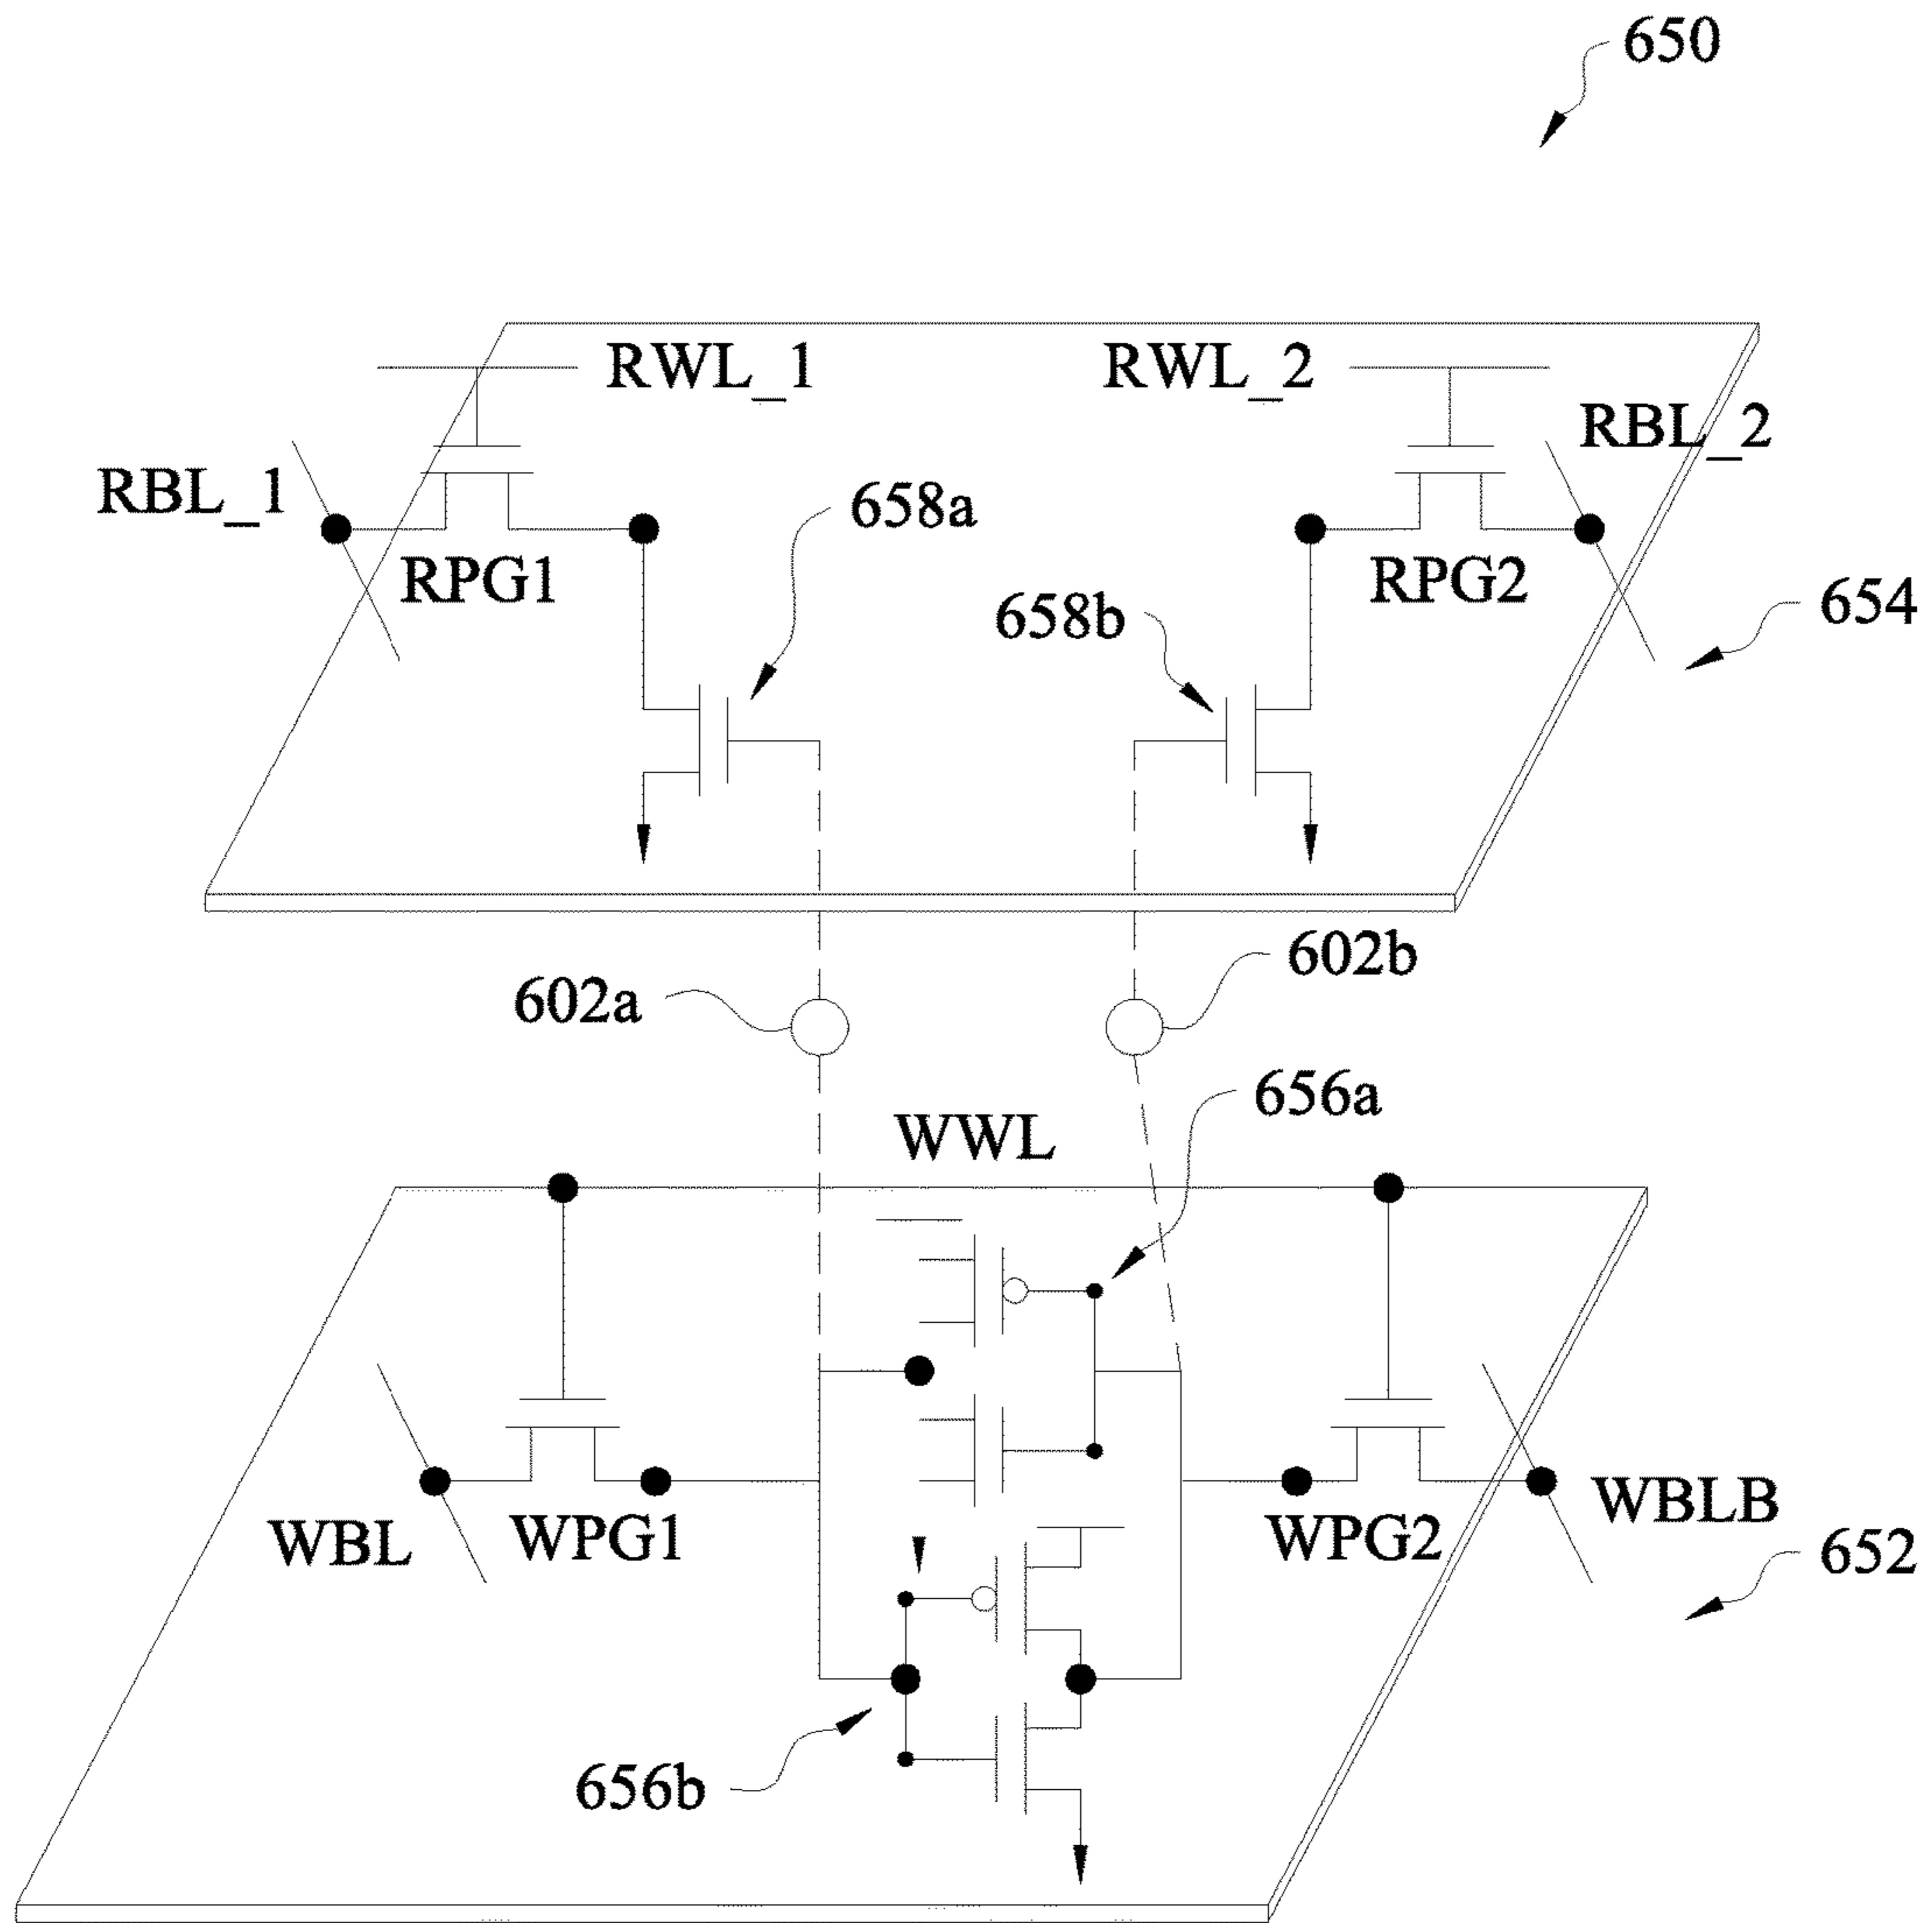 650
RWL_1
RWL_2
RBL_2
RBL_1
658a
RPG1
RPG2
658b
654
602b
602a
656a
WWL
WBLB
WBL
WPG1
WPG2
652
656b